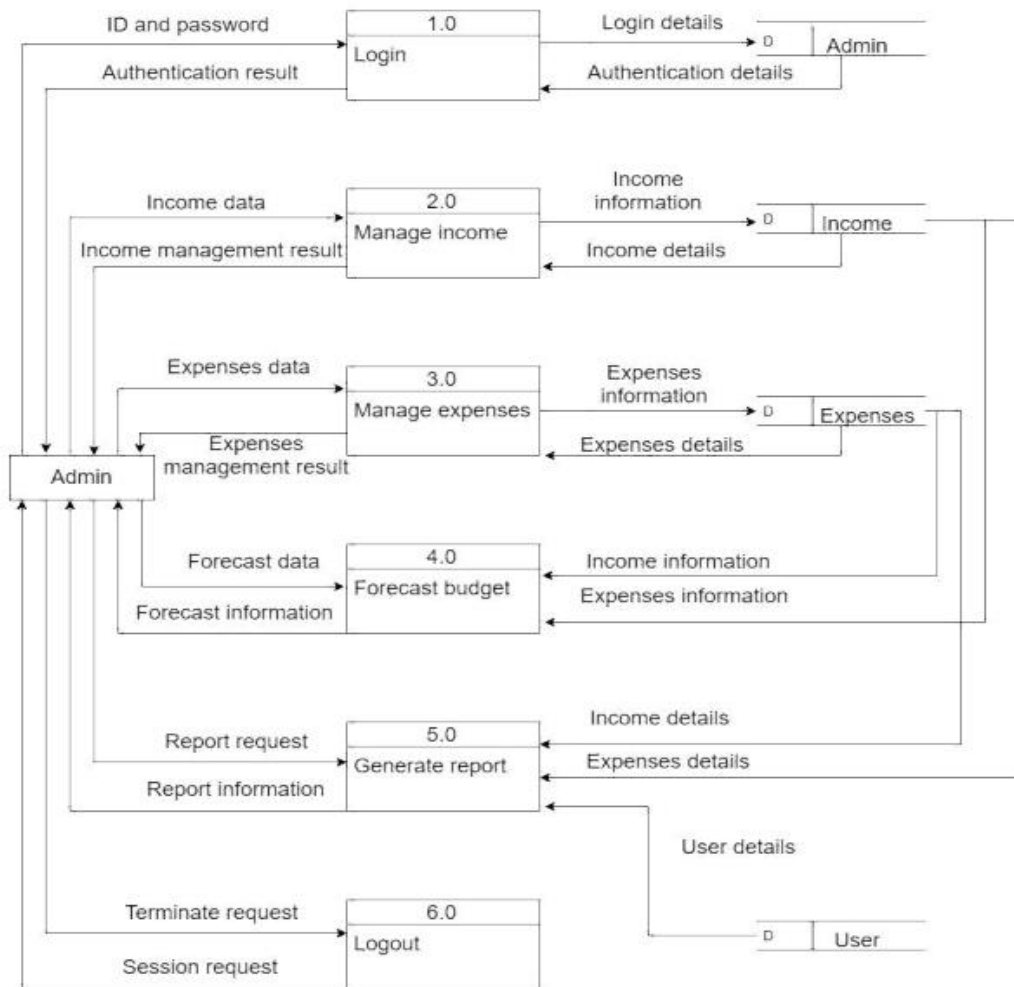 ID and password
1.0
Login details
Login
D
Admin
Authentication result
Authentication details
Income data
2.0
Income
information
Manage income
D
Income
Income management result
Income details
Expenses data
3.0
Expenses
information
Manage expenses
D
Expenses
Expenses
management result
Expenses details
Admin
Forecast data
4.0
Income information
Forecast budget
Forecast information
Expenses information
Report request
5.0
Income details
Generate report
Expenses details
Report information
User details
Terminate request
6.0
Logout
D
User
Session request